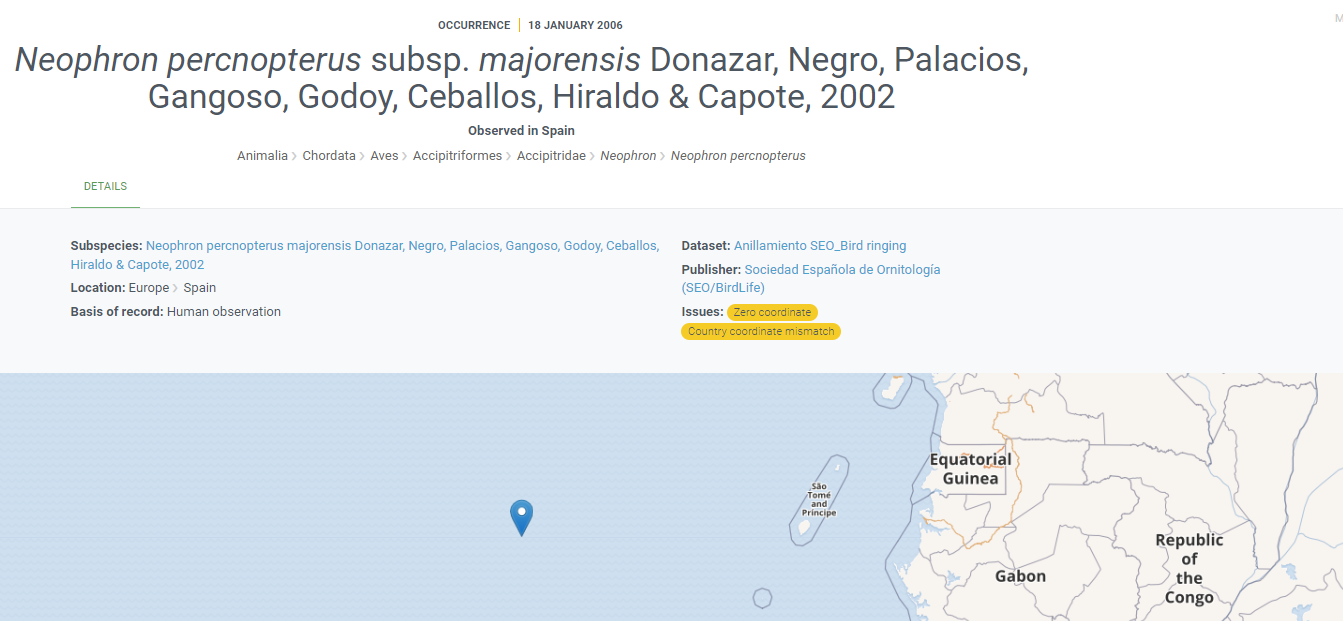 OCCURRENCE | 18 JANUARY 2006
M
Neophron percnopterus subsp. majorensis Donazar, Negro, Palacios,
Gangoso, Godoy, Ceballos, Hiraldo & Capote, 2002
Observed in Spain
Animalia › Chordata › Aves › Accipitriformes › Accipitridae › Neophron › Neophron percnopterus
DETAILS
Subspecies: Neophron percnopterus majorensis Donazar, Negro, Palacios, Gangoso, Godoy, Ceballos,
Hiraldo & Capote, 2002
Location: Europe › Spain
Basis of record: Human observation
Dataset: Anillamiento SEO_Bird ringing
Publisher: Sociedad Española de Ornitología
(SEO/BirdLife)
Issues: Zero coordinate
Country coordinate mismatch
Equatorial
Guinea
São
Tomé
and
Príncipe
Gabon
Republic
of
the
Congo